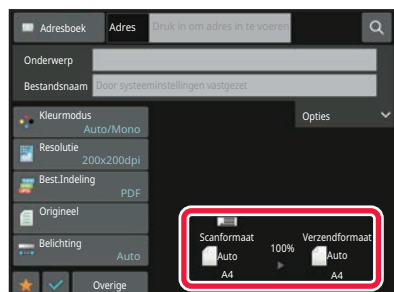 Adresboek Adres Druk in om adres in te voeren
Onderwerp
Bestandsnaam Door systeeminstellingen vastgezet
Kleurmodus
Auto/Mono
Opties
Resolutie
200x200dpi
Best.Indeling
PDF
Origineel
Scanformaat 100% Verzendformaat
Belichting
Auto
Auto Auto
A4 A4
Overige